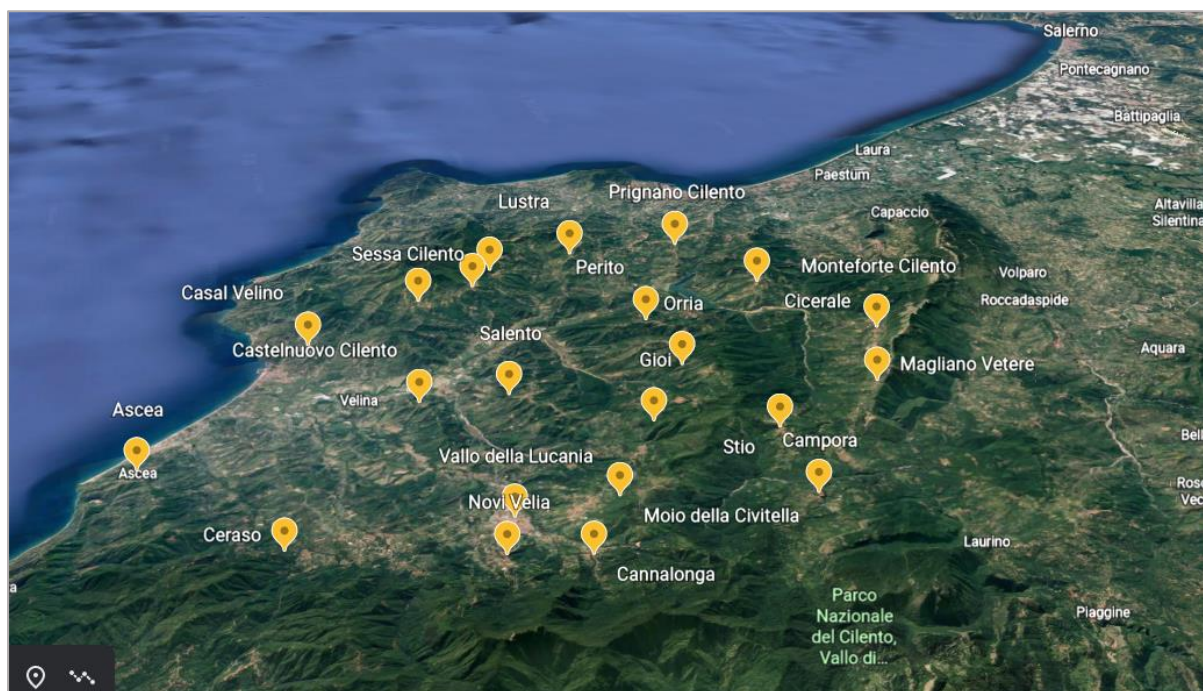 Salerno
Pontecagnano
Battipaglia
Laura
Paestum
Prignano Cilento
Lustra
Capaccio
Altavilla
Silentina
Sessa Cilento
Perito
Monteforte Cilento
Volparo
Casal Velino
Orria
Cicerale
Roccadaspide
Salento
Castelnuovo Cilento
Gioi
Aquara
Magliano Vetere
Velina
Ascea
Bel
Stio
Campora
Ascea
Vallo della Lucania
Novi Velia
Moio della Civitella
Ceraso
Laurino
Cannalonga
a
Parco
Nazionale
del Cilento,
Vallo di...
Piaggine